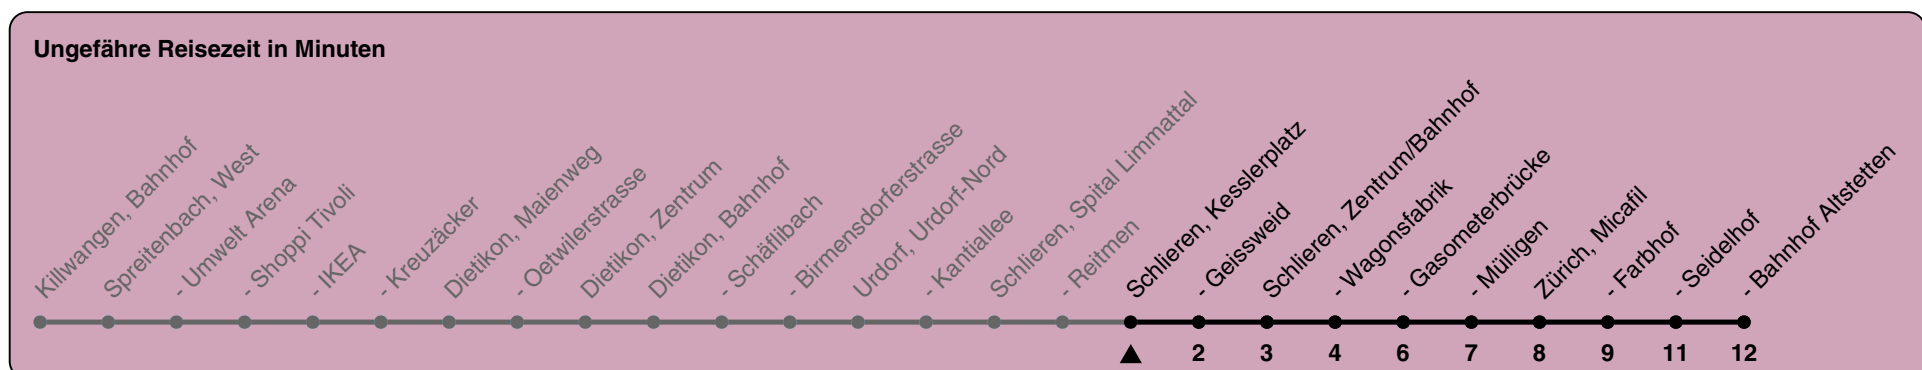 Ungefähre Reisezeit in Minuten
Killwangen, Bahnhof
Spreitenbach, West
- Umwelt Arena
- Shoppi Tivoli
- IKEA
- Kreuzäcker
Dietikon, Maienweg
- Oetwilerstrasse
Dietikon, Zentrum
Dietikon, Bahnhof
- Schäflibach
- Birmensdorferstrasse
Urdorf, Urdorf-Nord
- Kantiallee
Schlieren, Spital Limmattal
- Reitmen
Schlieren, Kesslerplatz
- Geissweid
Schlieren, Zentrum/Bahnhof
- Wagonsfabrik
- Gasometerbrücke
- Mülligen
Zürich, Micafil
- Farbhof
- Seidelhof
- Bahnhof Altstetten
2 3 4 6 7 8 9 11 12